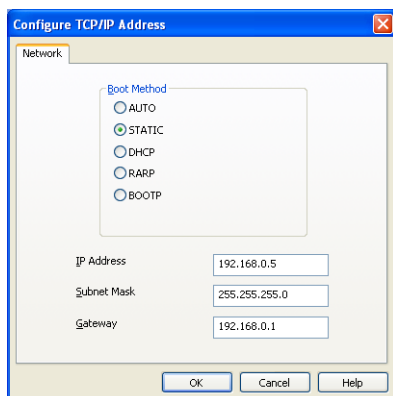 Configure TCP/IP Address
Network
Boot Method
AUTO
STATIC
DHCP
RARP
BOOTP
IP Address 192.168.0.5
Subnet Mask 255.255.255.0
Gateway 192.168.0.1
OK Cancel Help